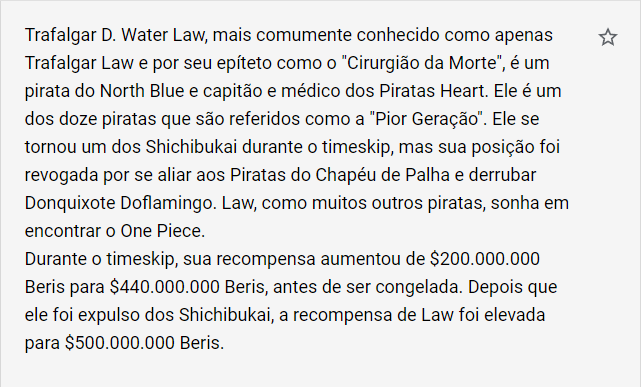 Trafalgar D. Water Law, mais comumente conhecido como apenas
Trafalgar Law e por seu epíteto como o "Cirurgião da Morte", é um
pirata do North Blue e capitão e médico dos Piratas Heart. Ele é um
dos doze piratas que são referidos como a "Pior Geração". Ele se
tornou um dos Shichibukai durante o timeskip, mas sua posição foi
revogada por se aliar aos Piratas do Chapéu de Palha e derrubar
Donquixote Doflamingo. Law, como muitos outros piratas, sonha em
encontrar o One Piece.
Durante o timeskip, sua recompensa aumentou de $200.000.000
Beris para $440.000.000 Beris, antes de ser congelada. Depois que
ele foi expulso dos Shichibukai, a recompensa de Law foi elevada
para $500.000.000 Beris.